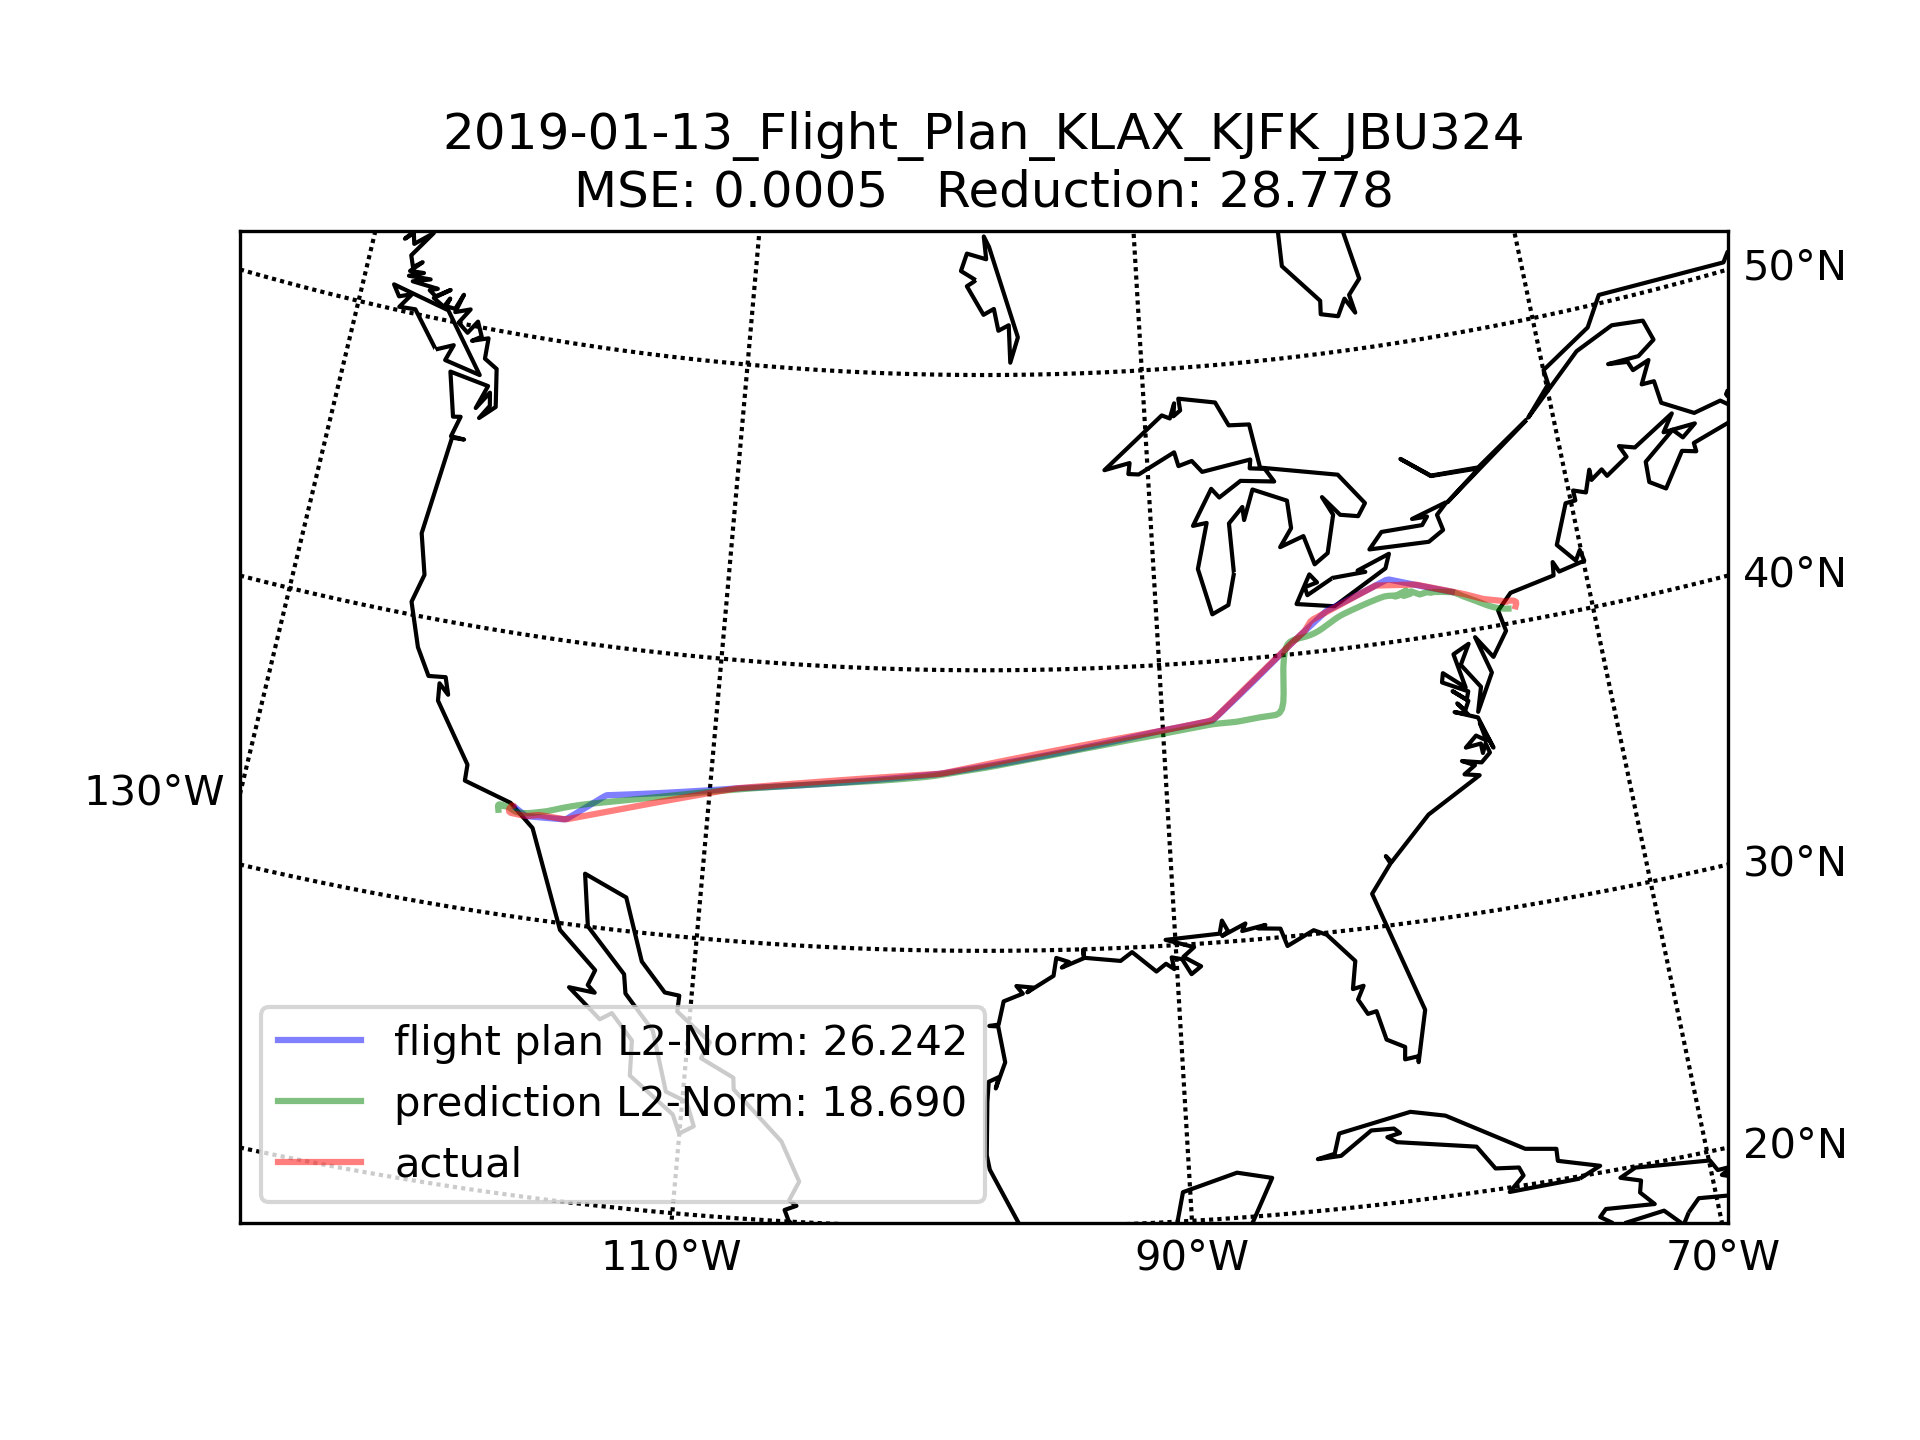 2019-01-13_Flight_Plan_KLAX_KJFK_JBU324
MSE: 0.0005   Reduction: 28.778
50°N
40°N
130°W
30°N
flight plan L2-Norm: 26.242
prediction L2-Norm: 18.690
20°N
actual
110°W
90°W
70°W